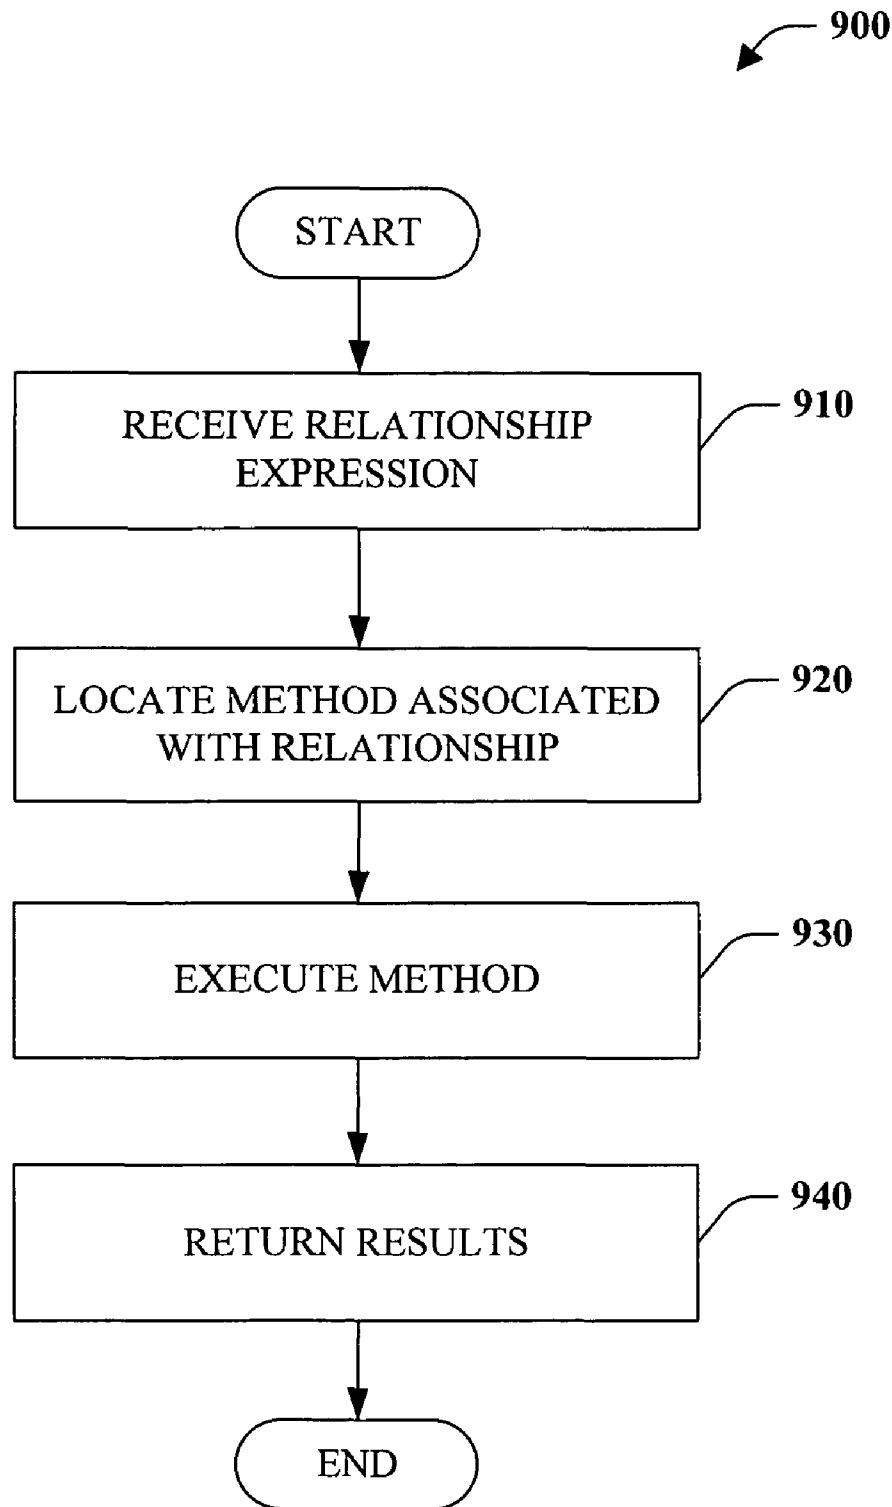 900
START
RECEIVE RELATIONSHIP
EXPRESSION
910
LOCATE METHOD ASSOCIATED
WITH RELATIONSHIP
920
EXECUTE METHOD
930
RETURN RESULTS
940
END